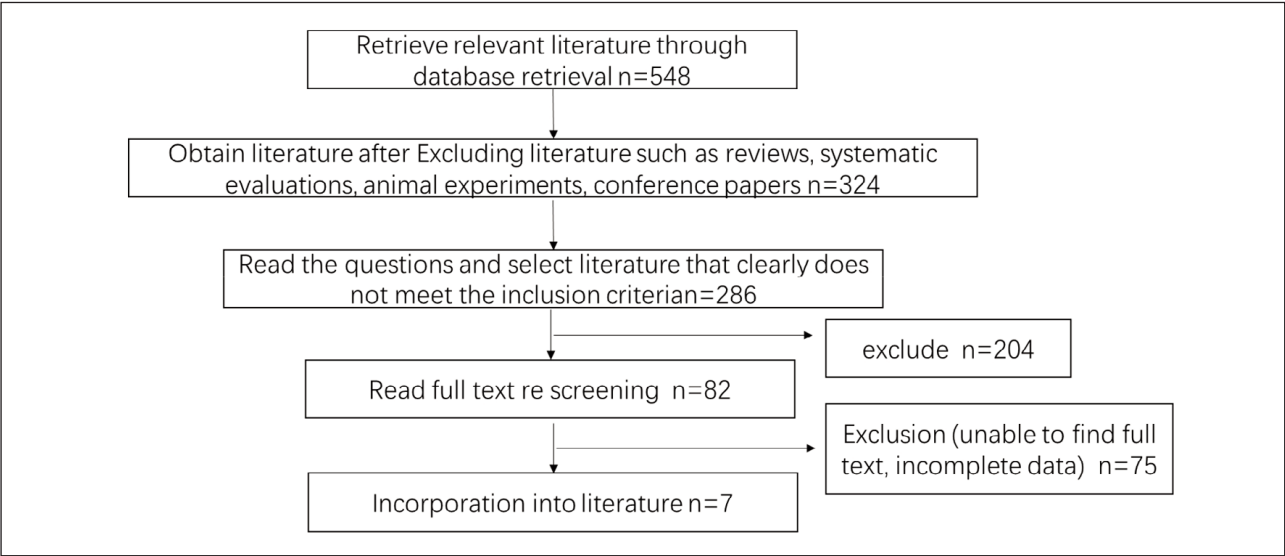 Retrieve relevant literature through
database retrieval n=548
Obtain literature after Excluding literature such as reviews, systematic
evaluations, animal experiments, conference papers n=324
Read the questions and select literature that clearly does
not meet the inclusion criterian=286
exclude n=204
Read full text re screening n=82
Exclusion (unable to find full
text, incomplete data) n=75
Incorporation into literature n=7